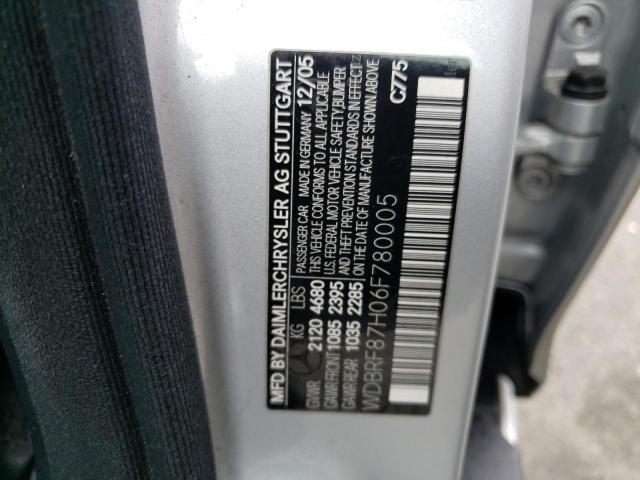 MFD BY DAIMLERCHRYSLER AG STUTTGART
PASSENGER CAR MADE IN GERMANY 12/05
KG LBS
THIS VEHICLE CONFORMS TO ALL APPLICABLE
GVWR 2120 4680
U.S. FEDERAL MOTOR VEHICLE SAFETY, BUMPER
GAWR FRONT 1085 2395
AND THEFT PREVENTION STANDARDS IN EFFECT
GAWR REAR 1035 2285
ON THE DATE OF MANUFACTURE SHOWN ABOVE
WDBRF87H06F780005
C775